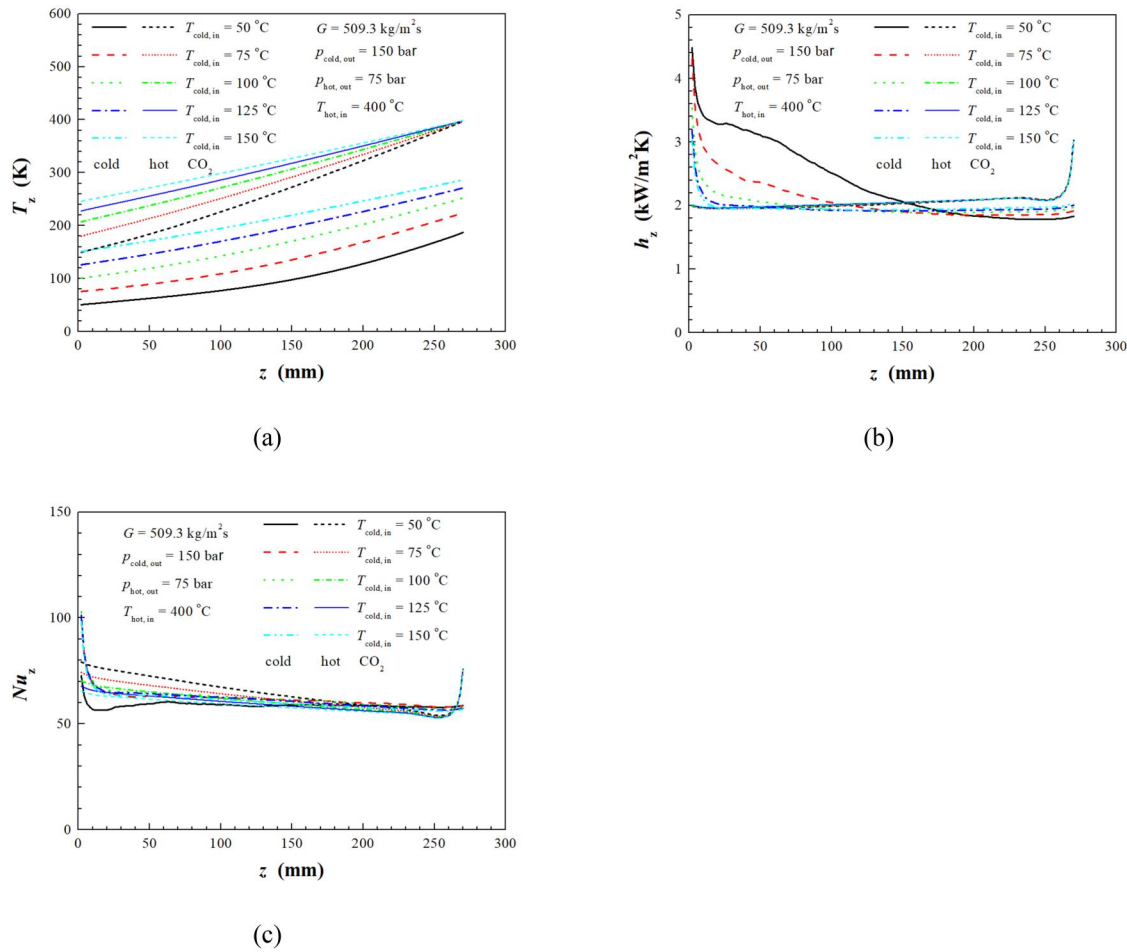 600
500
400
300
200
100
0
T_z (K)
T_cold, in = 50 °C
T_cold, in = 75 °C
T_cold, in = 100 °C
T_cold, in = 125 °C
T_cold, in = 150 °C
cold hot CO₂
G = 509.3 kg/m²s
p_cold, out = 150 bar
p_hot, out = 75 bar
T_hot, in = 400 °C
0 50 100 150 200 250 300
z (mm)
(a)
5
4
3
2
1
0
h_z (kW/m²K)
G = 509.3 kg/m²s
p_cold, out = 150 bar
p_hot, out = 75 bar
T_hot, in = 400 °C
T_cold, in = 50 °C
T_cold, in = 75 °C
T_cold, in = 100 °C
T_cold, in = 125 °C
T_cold, in = 150 °C
cold hot CO₂
0 50 100 150 200 250 300
z (mm)
(b)
150
100
50
0
Nu_z
G = 509.3 kg/m²s
p_cold, out = 150 bar
p_hot, out = 75 bar
T_hot, in = 400 °C
T_cold, in = 50 °C
T_cold, in = 75 °C
T_cold, in = 100 °C
T_cold, in = 125 °C
T_cold, in = 150 °C
cold hot CO₂
0 50 100 150 200 250 300
z (mm)
(c)